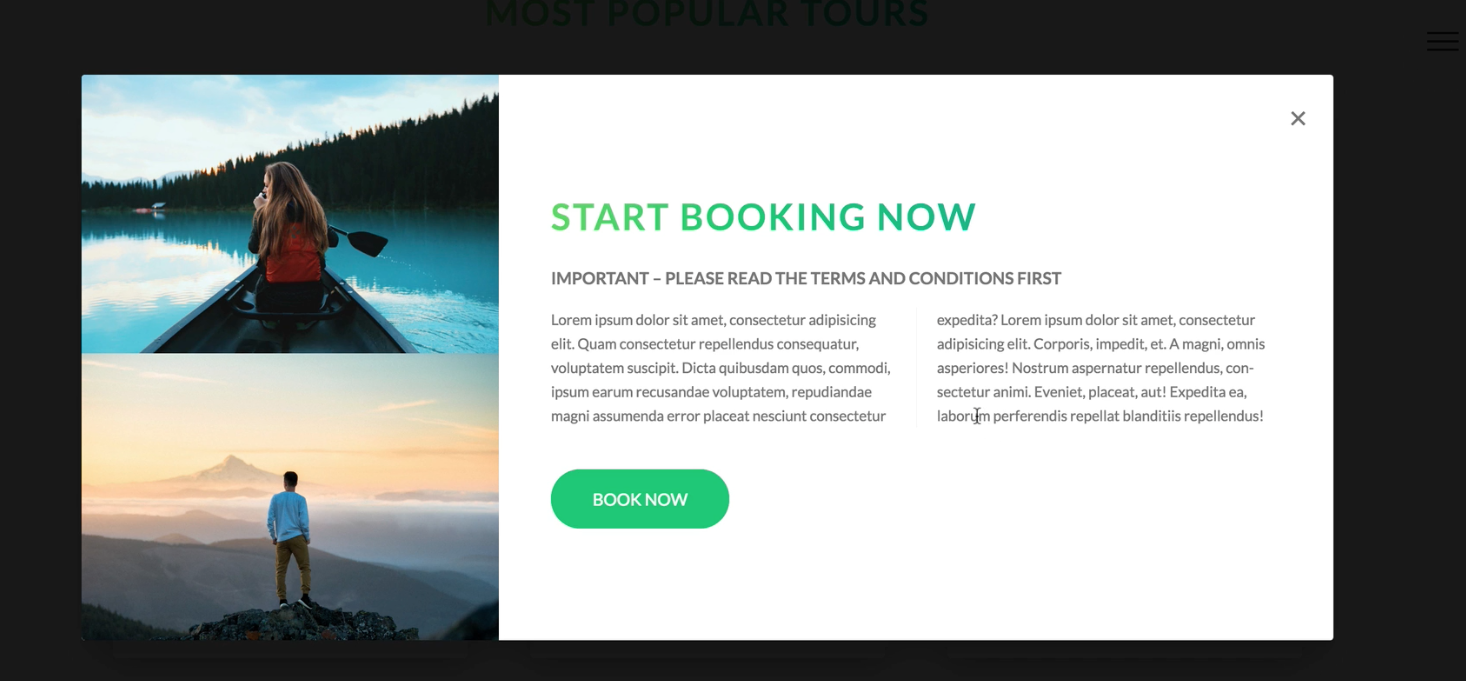 MOST POPULAR TOURS
START BOOKING NOW
IMPORTANT – PLEASE READ THE TERMS AND CONDITIONS FIRST
Lorem ipsum dolor sit amet, consectetur adipisicing
elit. Quam consectetur repellendus consequatur,
voluptatem suscipit. Dicta quibusdam quos, commodi,
ipsum earum recusandae voluptatem, repudiandae
magni assumenda error placeat nesciunt consectetur
expedita? Lorem ipsum dolor sit amet, consectetur
adipisicing elit. Corporis, impedit, et. A magni, omnis
asperiores! Nostrum aspernatur repellendus, con-
sectetur animi. Eveniet, placeat, aut! Expedita ea,
laborum perferendis repellat blanditiis repellendus!
BOOK NOW